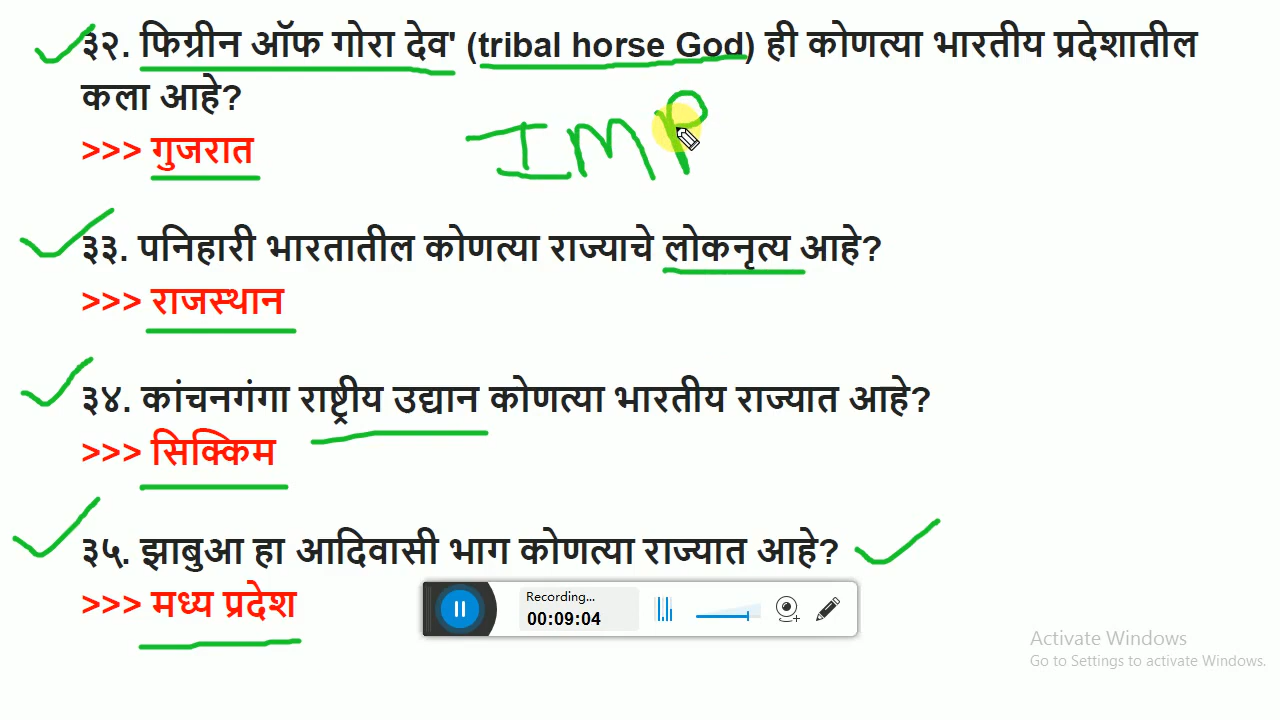 ३२. फिग्रीन ऑफ गोरा देव' (tribal horse God) ही कोणत्या भारतीय प्रदेशातील
कला आहे?
>>> गुजरात
IMP
३३. पनिहारी भारतातील कोणत्या राज्याचे लोकनृत्य आहे?
>>> राजस्थान
३४. कांचनगंगा राष्ट्रीय उद्यान कोणत्या भारतीय राज्यात आहे?
>>> सिक्किम
३५. झाबुआ हा आदिवासी भाग कोणत्या राज्यात आहे?
>>> मध्य प्रदेश
Recording...
00:09:04
Activate Windows
Go to Settings to activate Windows.